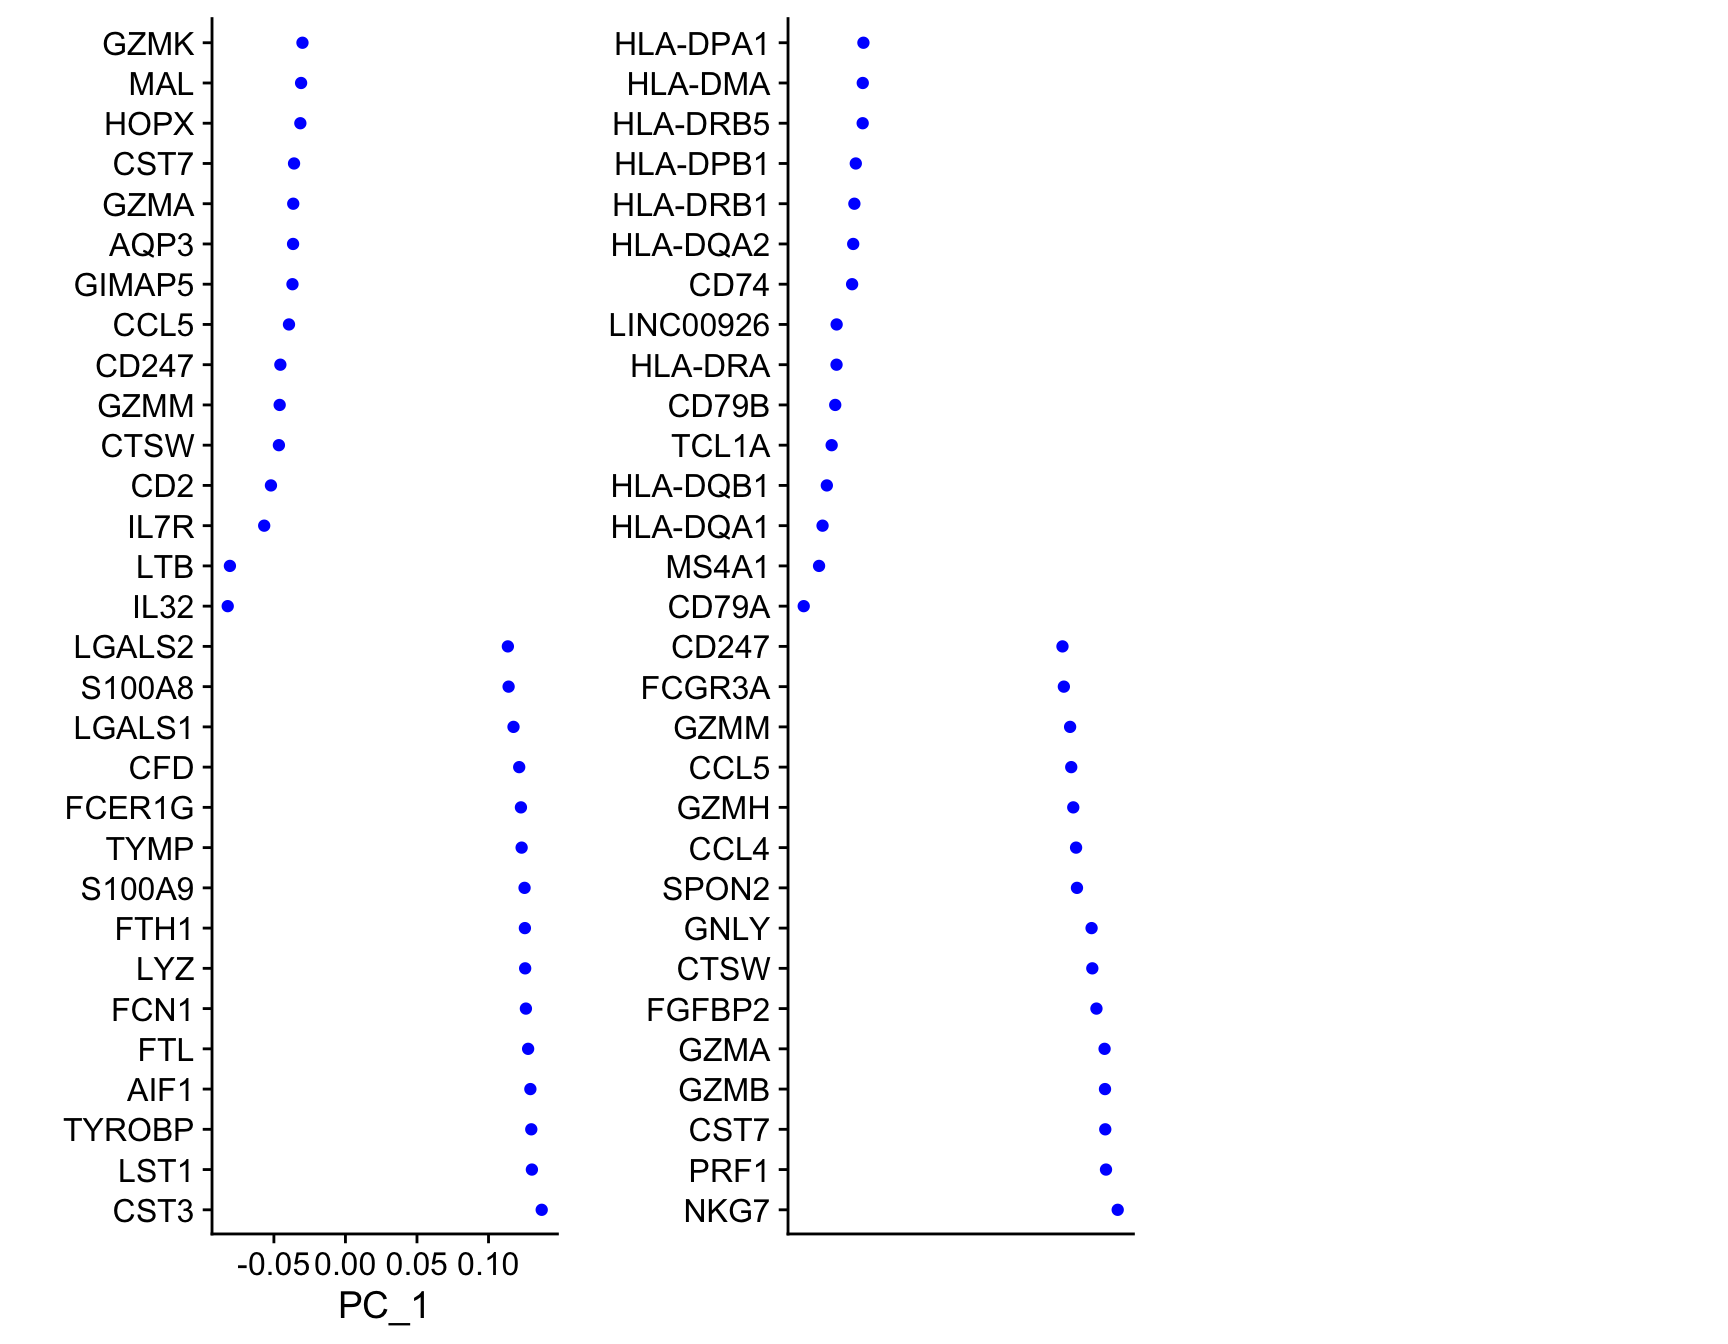 GZMK
MAL
HOPX
CST7
GZMA
AQP3
GIMAP5
CCL5
CD247
GZMM
CTSW
CD2
IL7R
LTB
IL32
LGALS2
S100A8
LGALS1
CFD
FCER1G
TYMP
S100A9
FTH1
LYZ
FCN1
FTL
AIF1
TYROBP
LST1
CST3
-0.05 0.00 0.05 0.10
PC_1
HLA-DPA1
HLA-DMA
HLA-DRB5
HLA-DPB1
HLA-DRB1
HLA-DQA2
CD74
LINC00926
HLA-DRA
CD79B
TCL1A
HLA-DQB1
HLA-DQA1
MS4A1
CD79A
CD247
FCGR3A
GZMM
CCL5
GZMH
CCL4
SPON2
GNLY
CTSW
FGFBP2
GZMA
GZMB
CST7
PRF1
NKG7